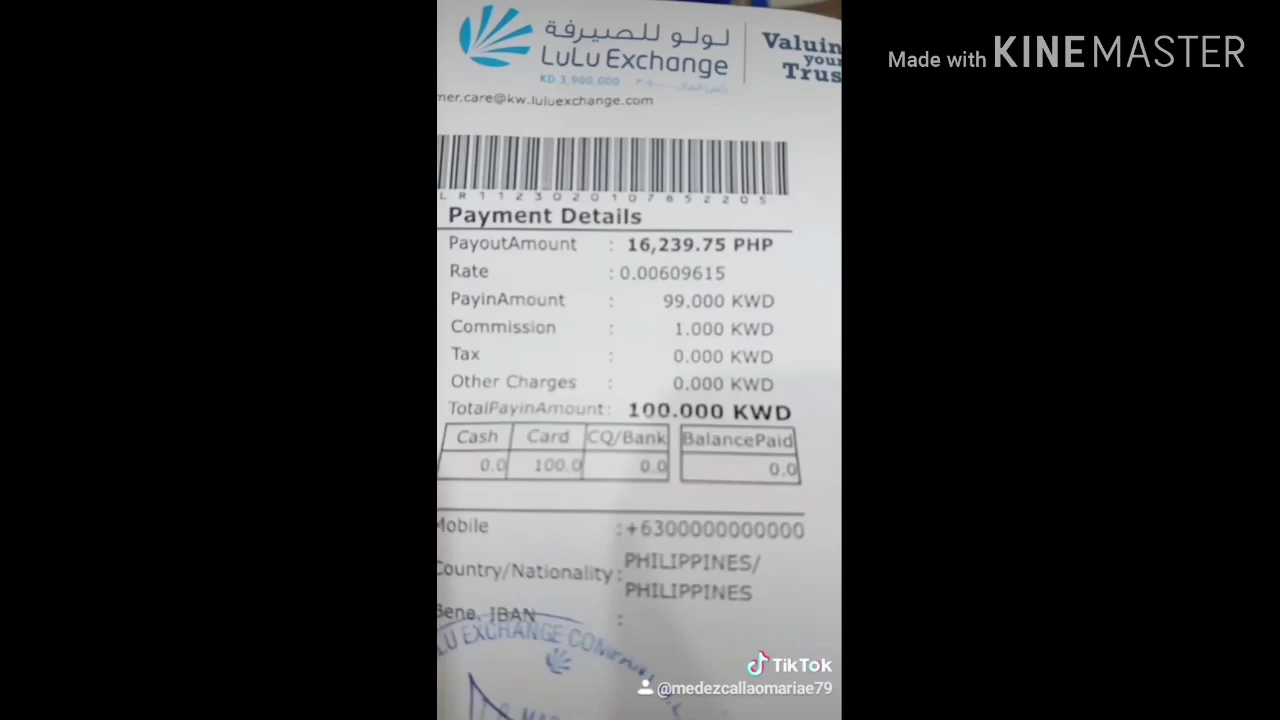 Made with KINEMASTER
لولو للصيرفة
LuLu Exchange
KD.3,900,000
Valuin
your
Trus
mer.care@kw.luluexchange.com
Payment Details
PayoutAmount : 16,239.75 PHP
Rate : 0.00609615
PayinAmount : 99.000 KWD
Commission : 1.000 KWD
Tax : 0.000 KWD
Other Charges : 0.000 KWD
TotalPayinAmount: 100.000 KWD
Cash Card CQ/Bank BalancePaid
0.0 100.0 0.0 0.0
Mobile :+6300000000000
Country/Nationality : PHILIPPINES/
PHILIPPINES
Bene. IBAN :
LU EXCHANGE
TikTok
@medezcallaomariae79